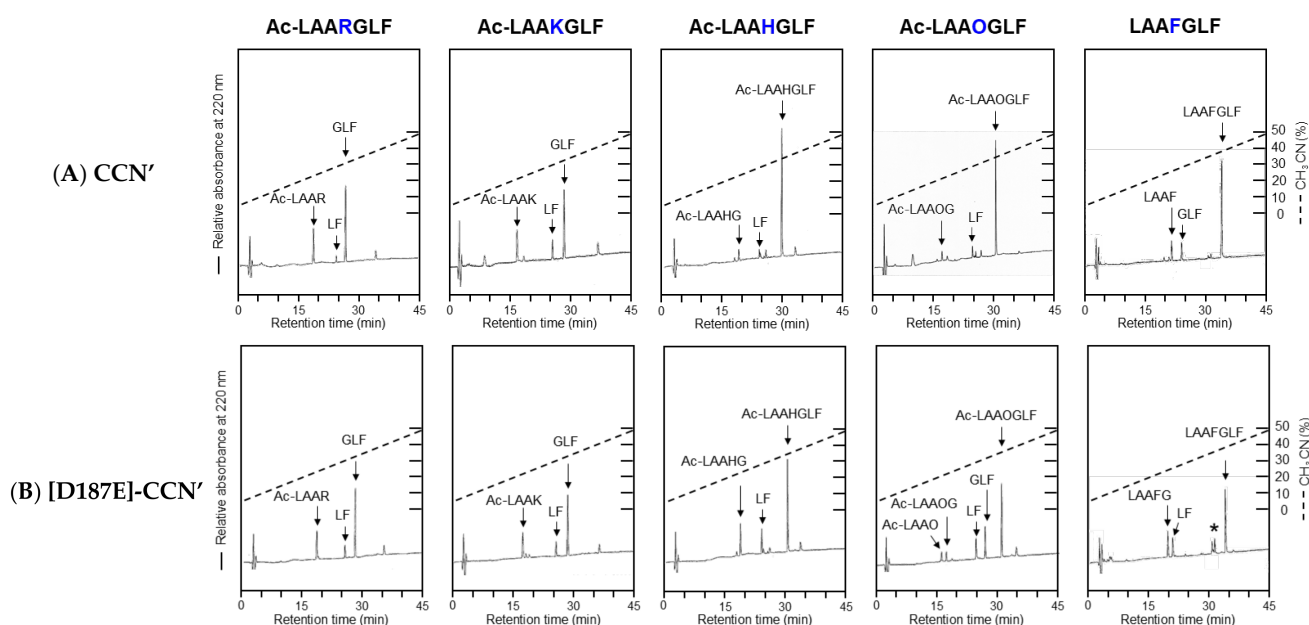 Ac-LAARGLF
Ac-LAAKGLF
Ac-LAAHGLF
Ac-LAAOGLF
LAAFGLF
(A) CCN′
Relative absorbance at 220 nm
GLF
Ac-LAAR
LF
0 15 30 45
Retention time (min)
GLF
Ac-LAAK
LF
0 15 30 45
Retention time (min)
Ac-LAAHGLF
Ac-LAAHG
LF
0 15 30 45
Retention time (min)
Ac-LAAOGLF
Ac-LAAOG
LF
0 15 30 45
Retention time (min)
LAAFGLF
LAAF
GLF
0 15 30 45
Retention time (min)
50
40
30
20
10
0
CH3CN (%)
(B) [D187E]-CCN′
Relative absorbance at 220 nm
GLF
Ac-LAAR
LF
0 15 30 45
Retention time (min)
GLF
Ac-LAAK
LF
0 15 30 45
Retention time (min)
Ac-LAAHGLF
Ac-LAAHG
LF
0 15 30 45
Retention time (min)
Ac-LAAOGLF
GLF
Ac-LAAOG
LF
Ac-LAAO
0 15 30 45
Retention time (min)
LAAFGLF
LAAFG
LF
*
0 15 30 45
Retention time (min)
50
40
30
20
10
0
CH3CN (%)